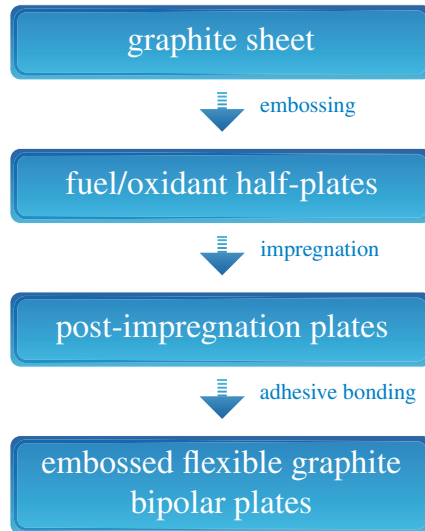 graphite sheet
embossing
fuel/oxidant half-plates
impregnation
post-impregnation plates
adhesive bonding
embossed flexible graphite
bipolar plates